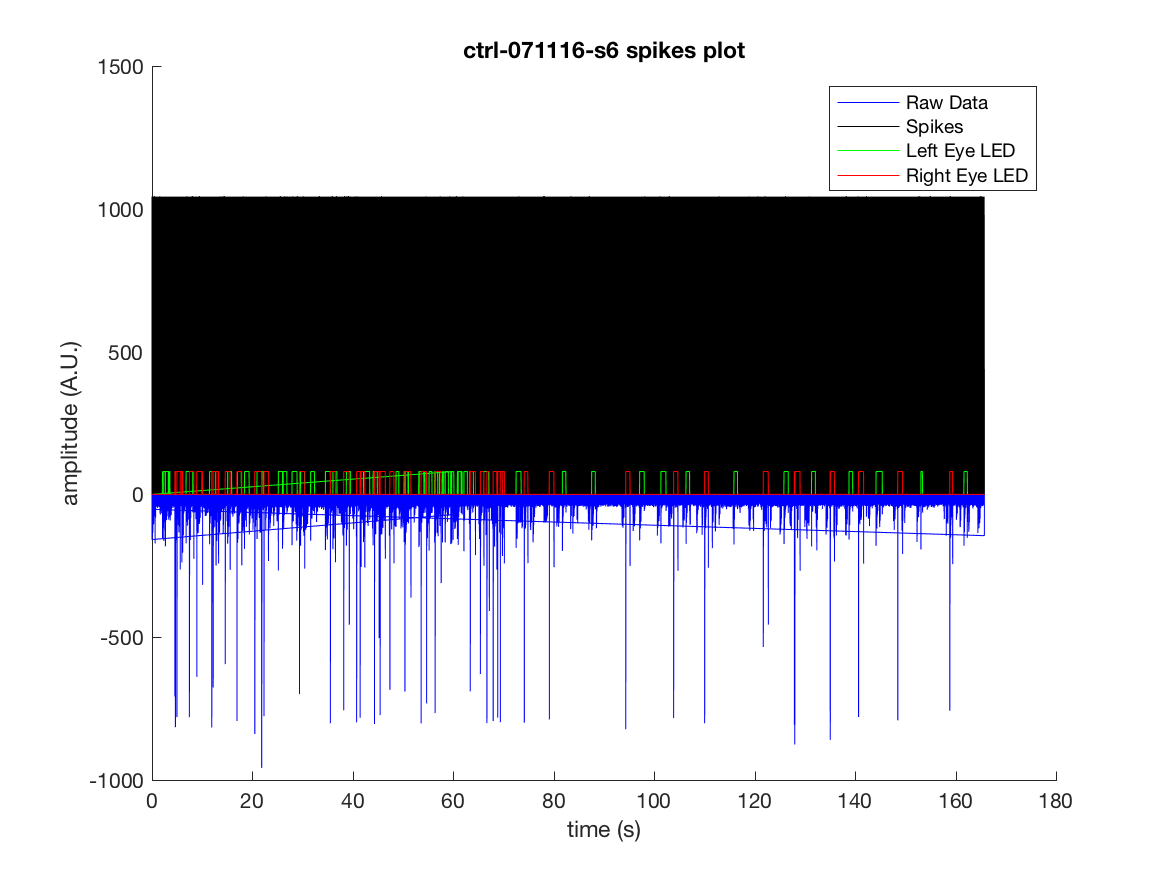 ctrl-071116-s6 spikes plot
1500
Raw Data
Spikes
Left Eye LED
Right Eye LED
1000
500
amplitude (A.U.)
0
-500
-1000
0 20 40 60 80 100 120 140 160 180
time (s)